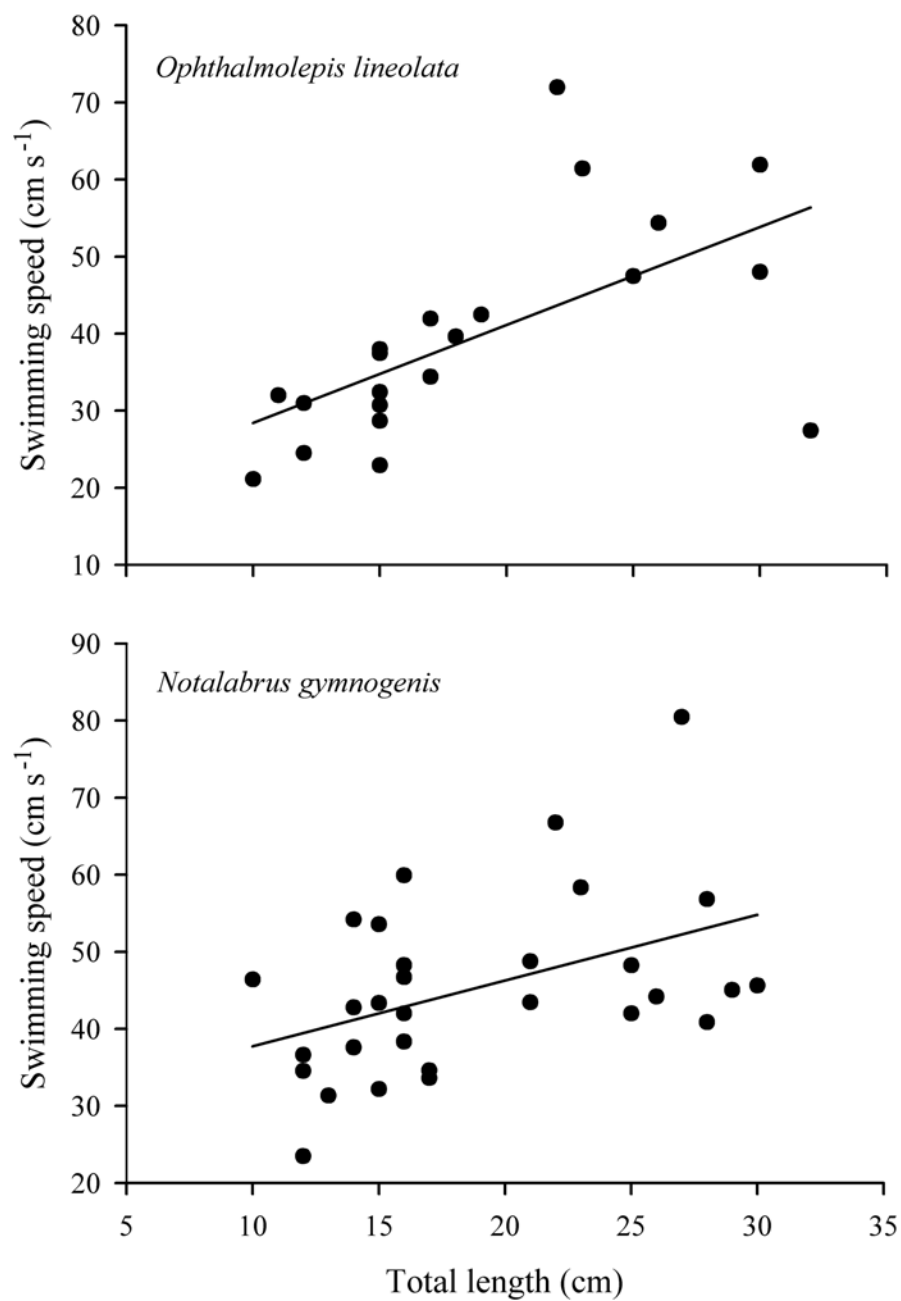 80
Ophthalmolepis lineolata
70
60
50
40
30
20
10
Swimming speed (cm s⁻¹)
90
Notalabrus gymnogenis
80
70
60
50
40
30
20
Swimming speed (cm s⁻¹)
5 10 15 20 25 30 35
Total length (cm)